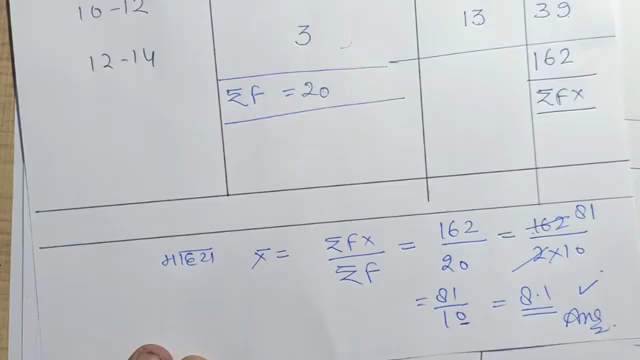 10-12
3 13 39
12-14 162
Σf = 20 Σfx
माध्य x̄ = Σfx/Σf = 162/20 = 162 81/2×10
= 81/10 = 8.1 ✓ Ans